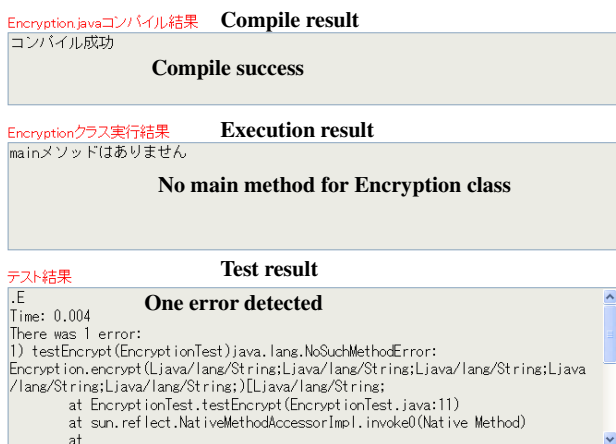 Encryption.javaコンパイル結果 Compile result
コンパイル成功
Compile success
Encryptionクラス実行結果 Execution result
mainメソッドはありません
No main method for Encryption class
テスト結果 Test result
.E
One error detected
Time: 0.004
There was 1 error:
1) testEncrypt(EncryptionTest)java.lang.NoSuchMethodError:
Encryption.encrypt(Ljava/lang/String;Ljava/lang/String;Ljava/lang/String;Ljava
/lang/String;Ljava/lang/String;)[Ljava/lang/String;
at EncryptionTest.testEncrypt(EncryptionTest.java:11)
at sun.reflect.NativeMethodAccessorImpl.invoke0(Native Method)
at